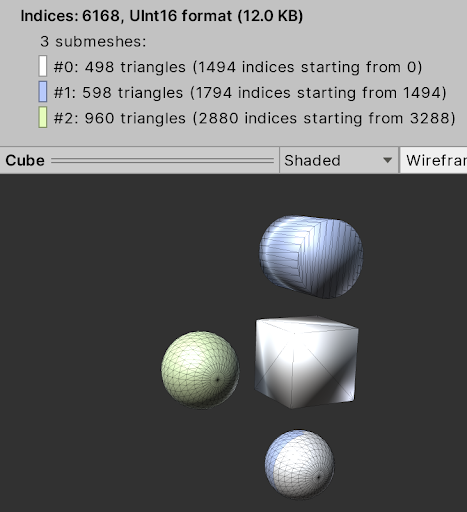 Indices: 6168, UInt16 format (12.0 KB)
3 submeshes:
#0: 498 triangles (1494 indices starting from 0)
#1: 598 triangles (1794 indices starting from 1494)
#2: 960 triangles (2880 indices starting from 3288)
Cube Shaded Wirefrar